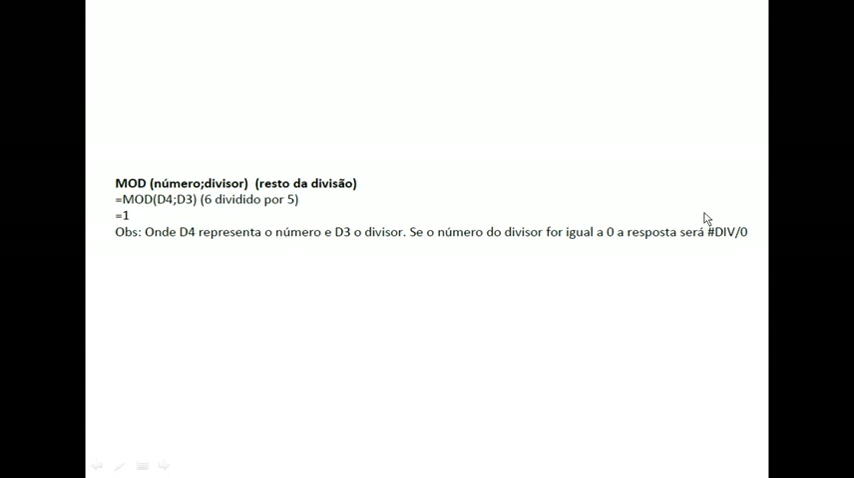 MOD (número;divisor) (resto da divisão)
=MOD(D4;D3) (6 dividido por 5)
=1
Obs: Onde D4 representa o número e D3 o divisor. Se o número do divisor for igual a 0 a resposta será #DIV/0